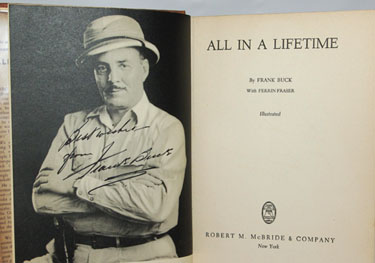 Best wishes
from
Frank Buck
ALL IN A LIFETIME
By FRANK BUCK
With FERRIN FRASER
Illustrated
ROBERT M. McBRIDE & COMPANY
New York